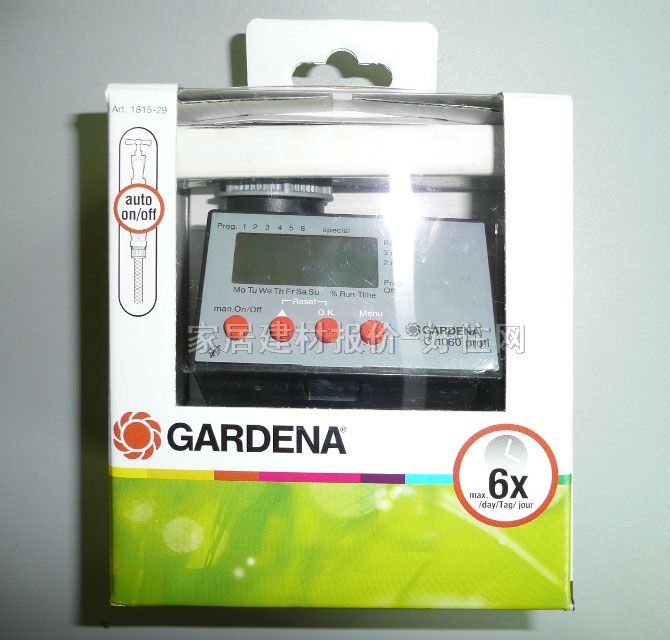 Art. 1815-29
auto
on/off
Prog. 1 2 3 4 5 6 special
Mo Tu We Th Fr Sa Su % Run-Time
man.On/Off
Reset
O.K.
Menu
GARDENA
C 1060 profi
家居建材报价-易住网
GARDENA®
max. 6x
/day/Tag/ jour